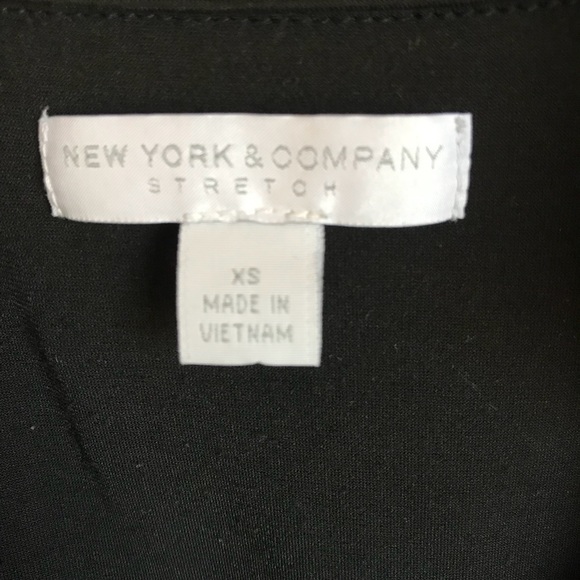 NEW YORK & COMPANY
STRETCH
XS
MADE IN
VIETNAM